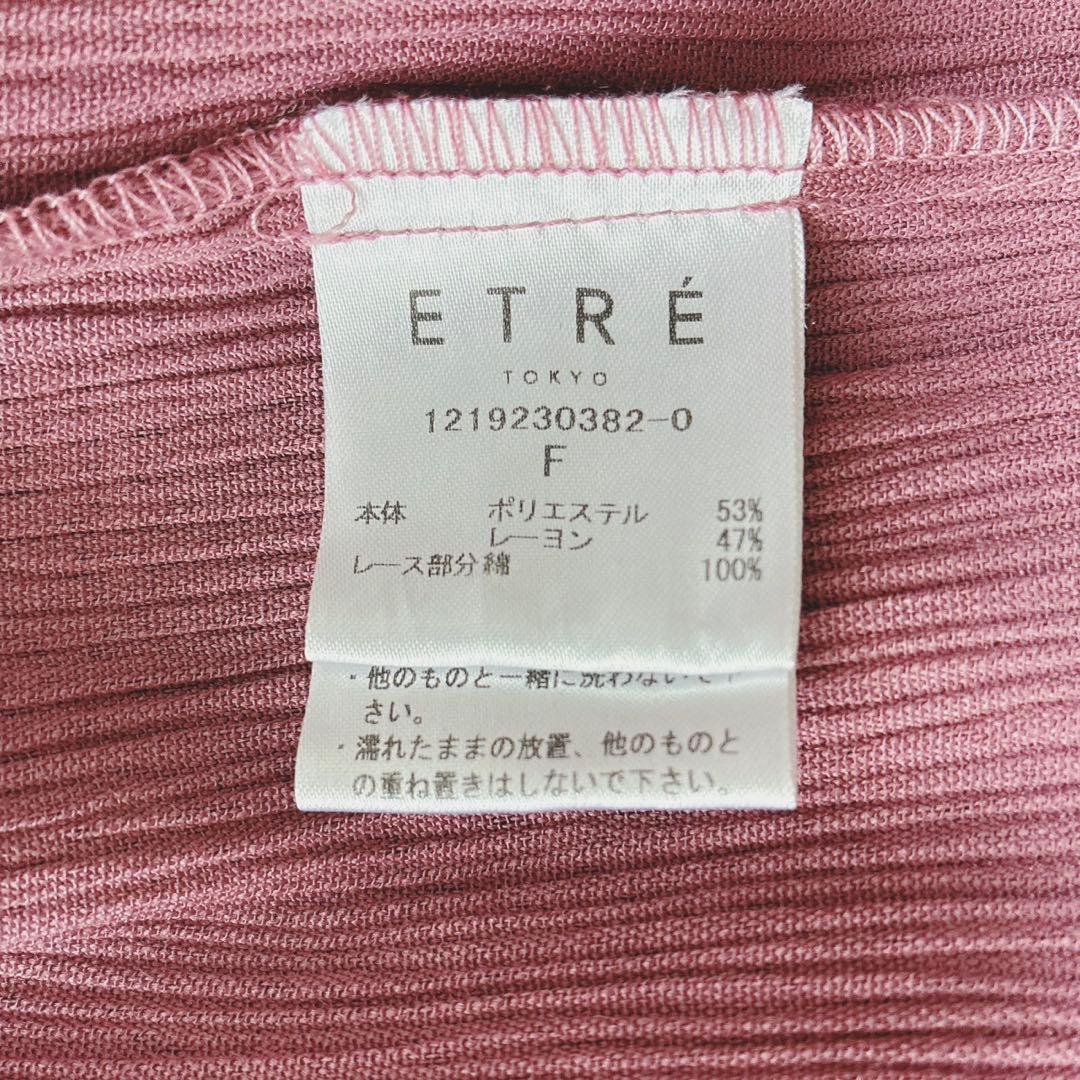 ETRÉ
TOKYO
1219230382-0
F
本体 ポリエステル 53%
レーヨン 47%
レース部分綿 100%
・他のものと一緒に洗わないで下
さい。
・濡れたままの放置、他のものと
の重ね置きはしないで下さい。